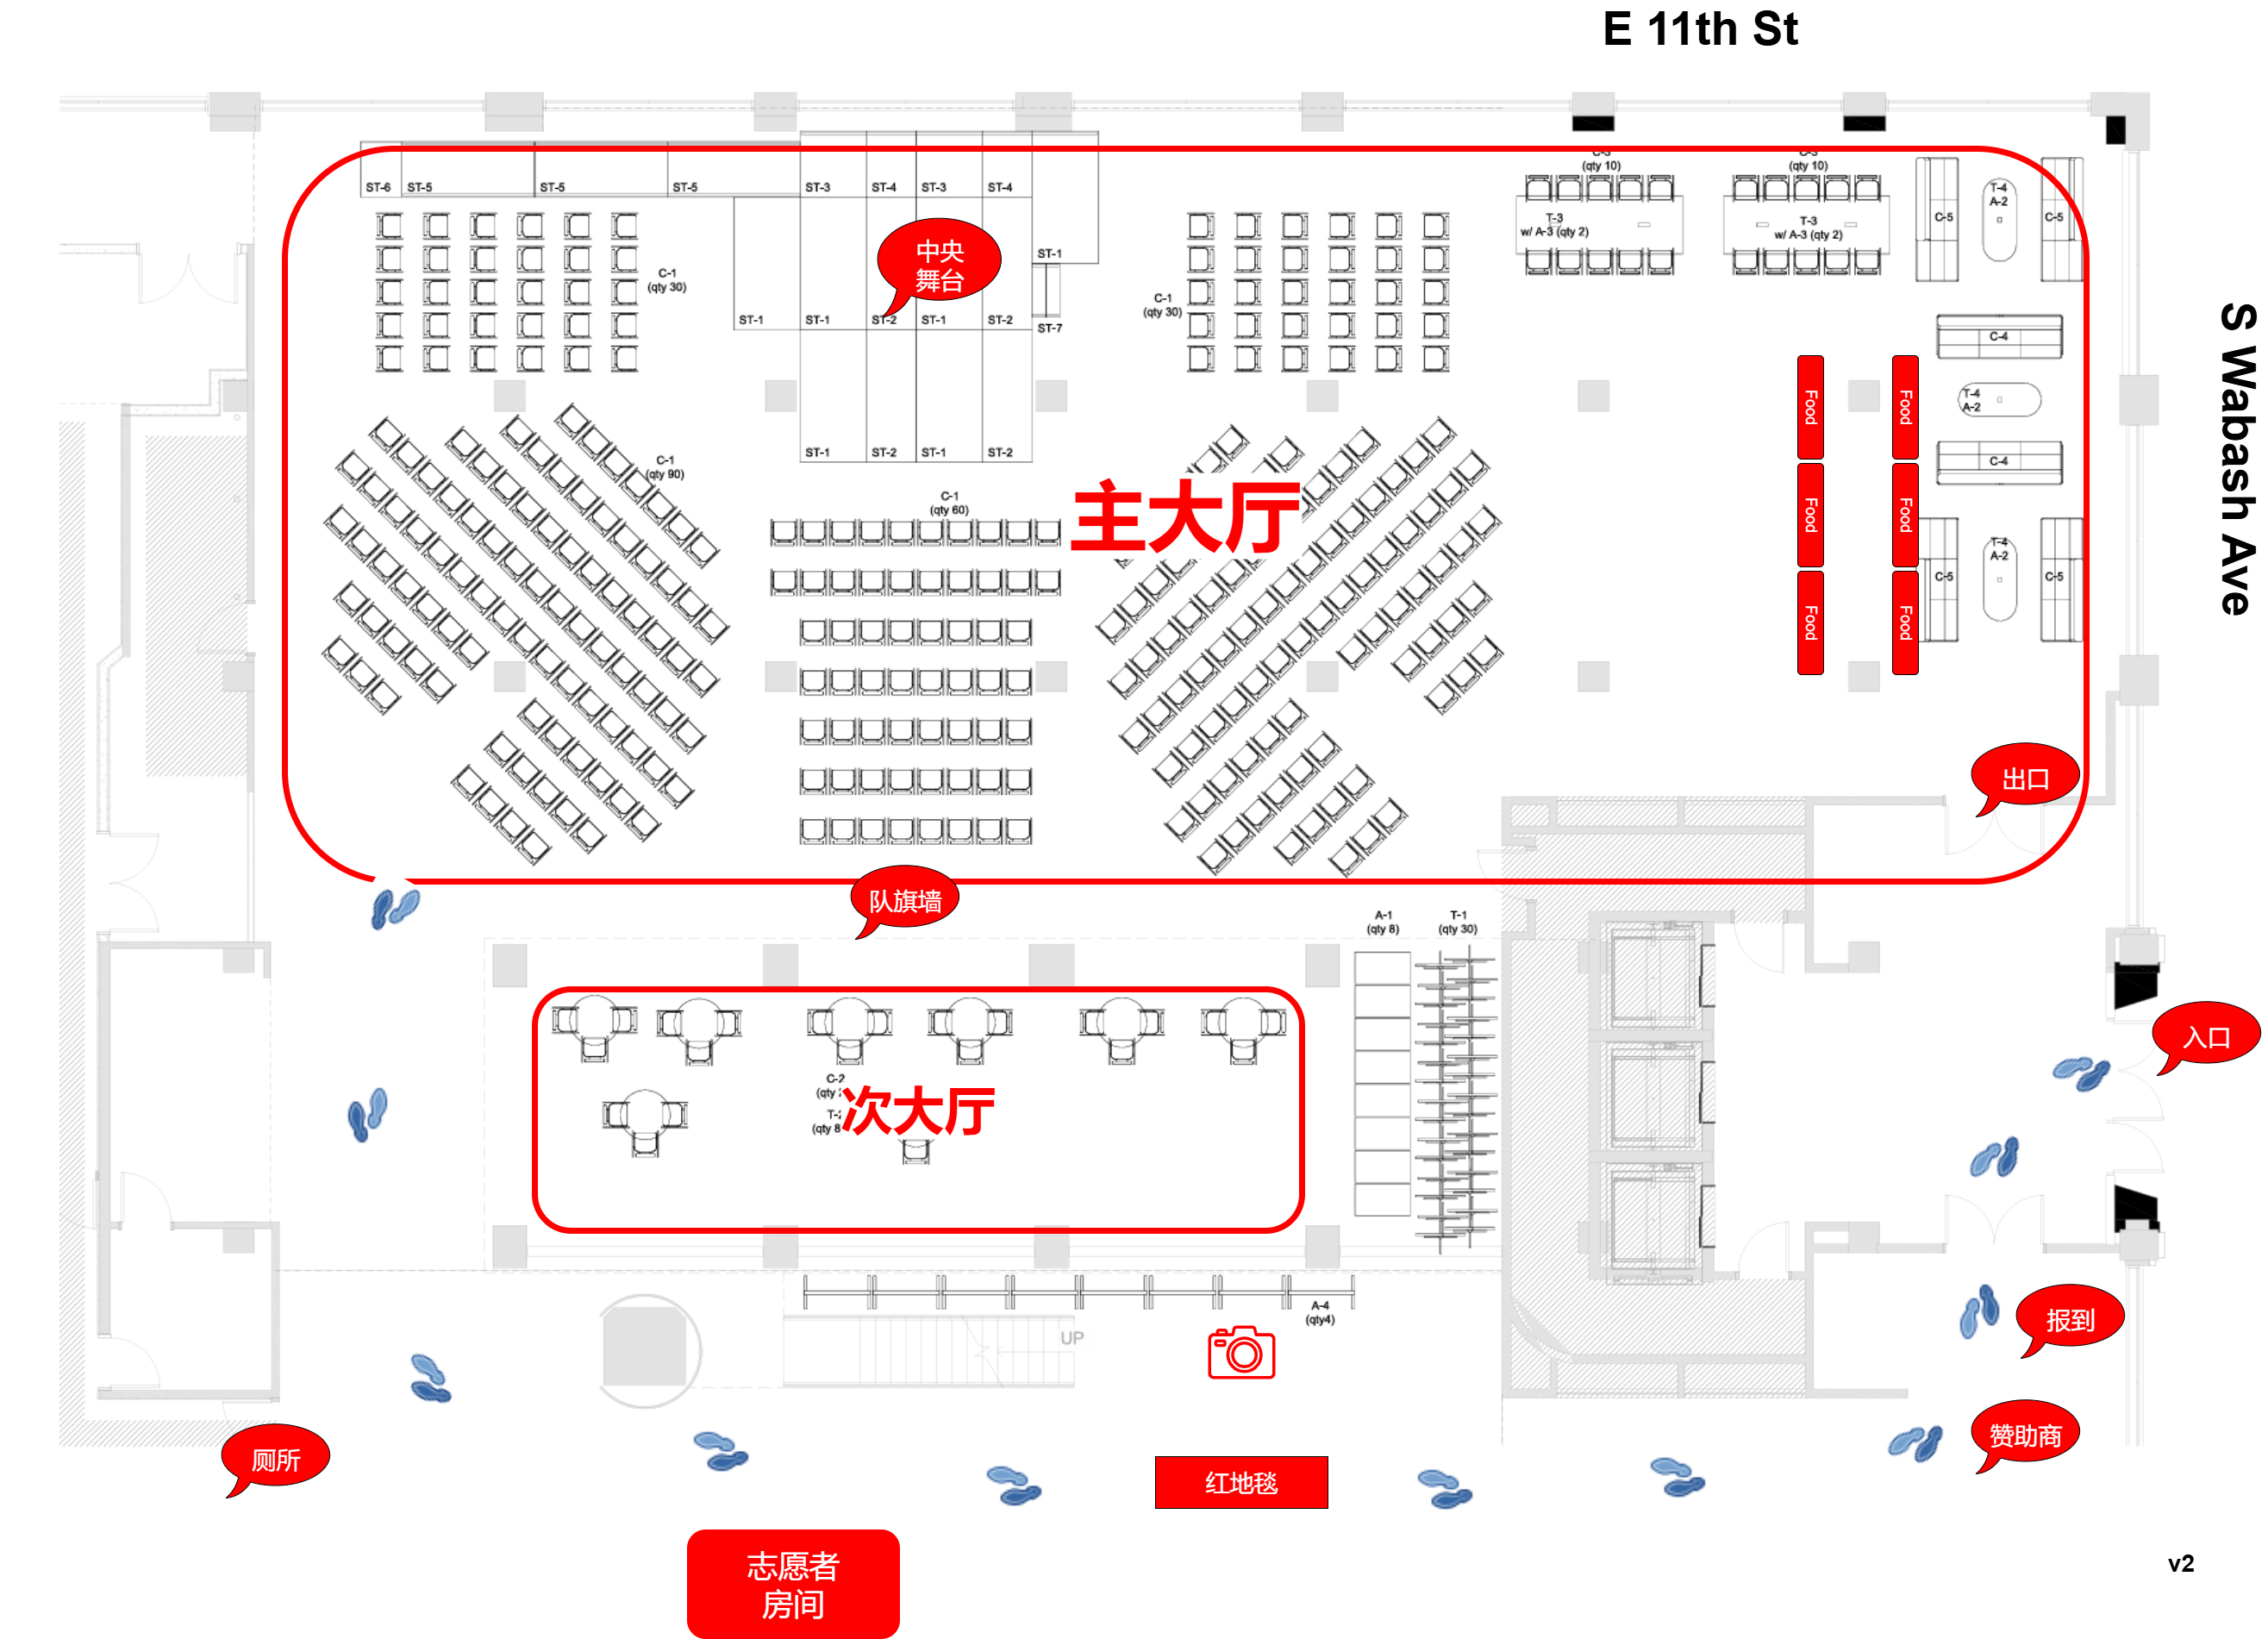 E 11th St
S Wabash Ave
(qty 10)
(qty 10)
ST-6
ST-5
ST-5
ST-5
ST-3
ST-4
ST-3
ST-4
T-3
w/ A-3 (qty 2)
T-3
w/ A-3 (qty 2)
C-5
T-4
A-2
C-5
中央
舞台
ST-1
C-1
(qty 30)
C-1
(qty 30)
ST-1
ST-1
ST-2
ST-1
ST-2
ST-7
C-4
T-4
A-2
C-4
Food
Food
Food
Food
Food
Food
ST-1
ST-2
ST-1
ST-2
C-1
(qty 90)
C-1
(qty 60)
主大厅
T-4
A-2
C-5
C-5
出口
队旗墙
A-1
(qty 8)
T-1
(qty 30)
入口
C-2
(qty
次大厅
(qty 8
A-4
(qty4)
UP
报到
赞助商
厕所
红地毯
志愿者
房间
v2